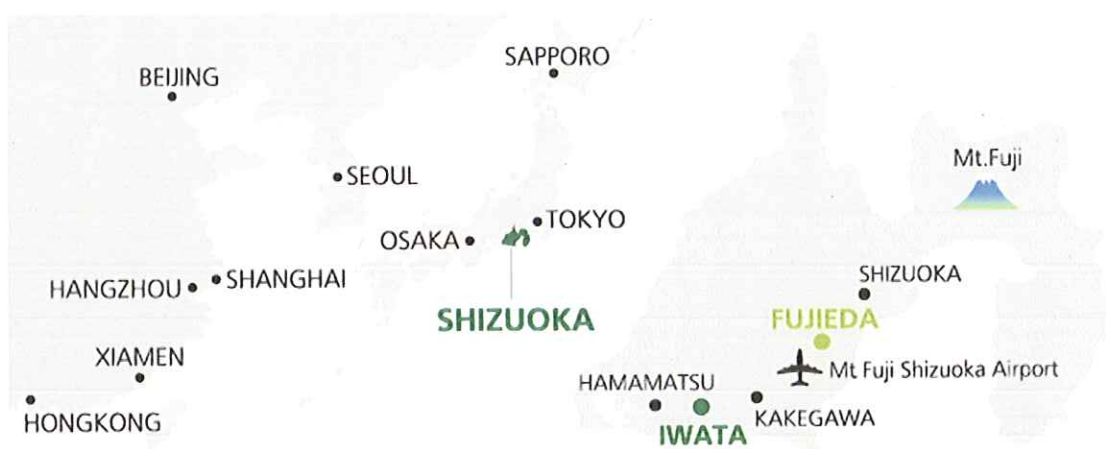 SAPPORO
BEIJING
SEOUL
TOKYO
OSAKA
SHANGHAI
HANGZHOU
SHIZUOKA
XIAMEN
HONGKONG
Mt.Fuji
SHIZUOKA
FUJIEDA
Mt Fuji Shizuoka Airport
HAMAMATSU
KAKEGAWA
IWATA